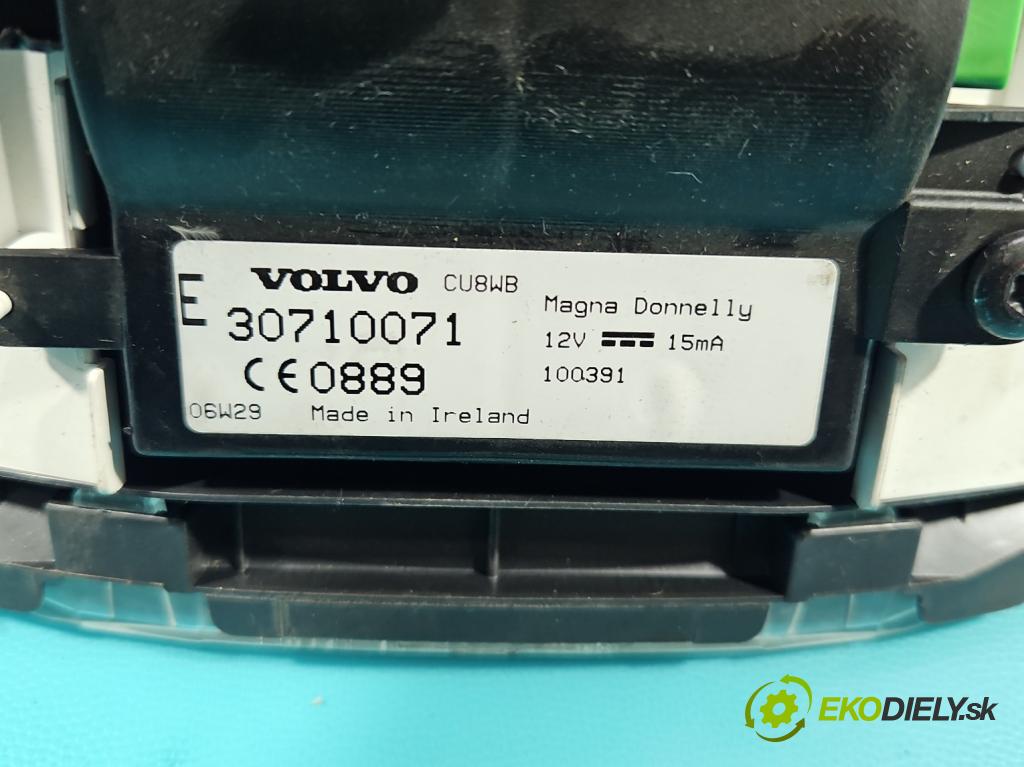 E VOLVO CU8WB
30710071
CE0889
06W29 Made in Ireland
Magna Donnelly
12V 15mA
100391
EKODIELY.sk